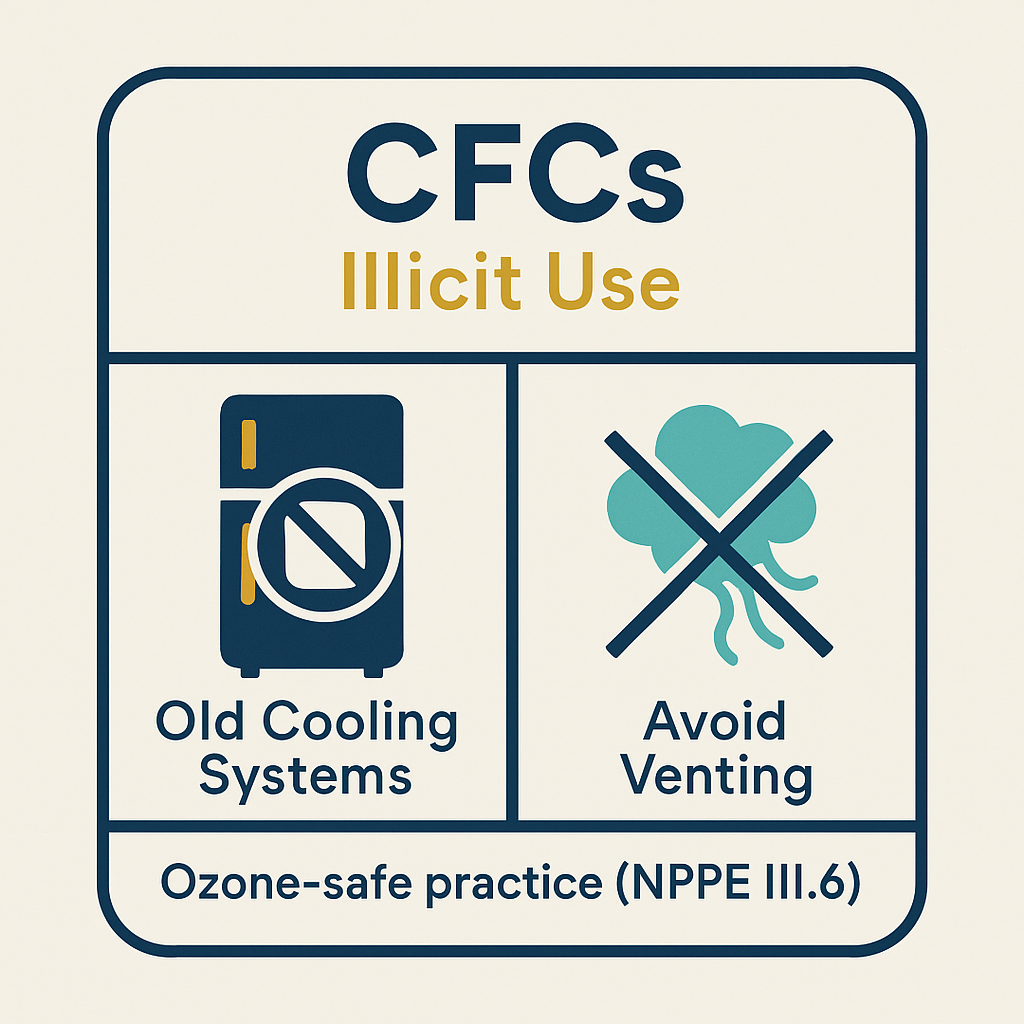 CFCs
Illicit Use
Old Cooling
Systems
Avoid
Venting
Ozone-safe practice (NPPE III.6)